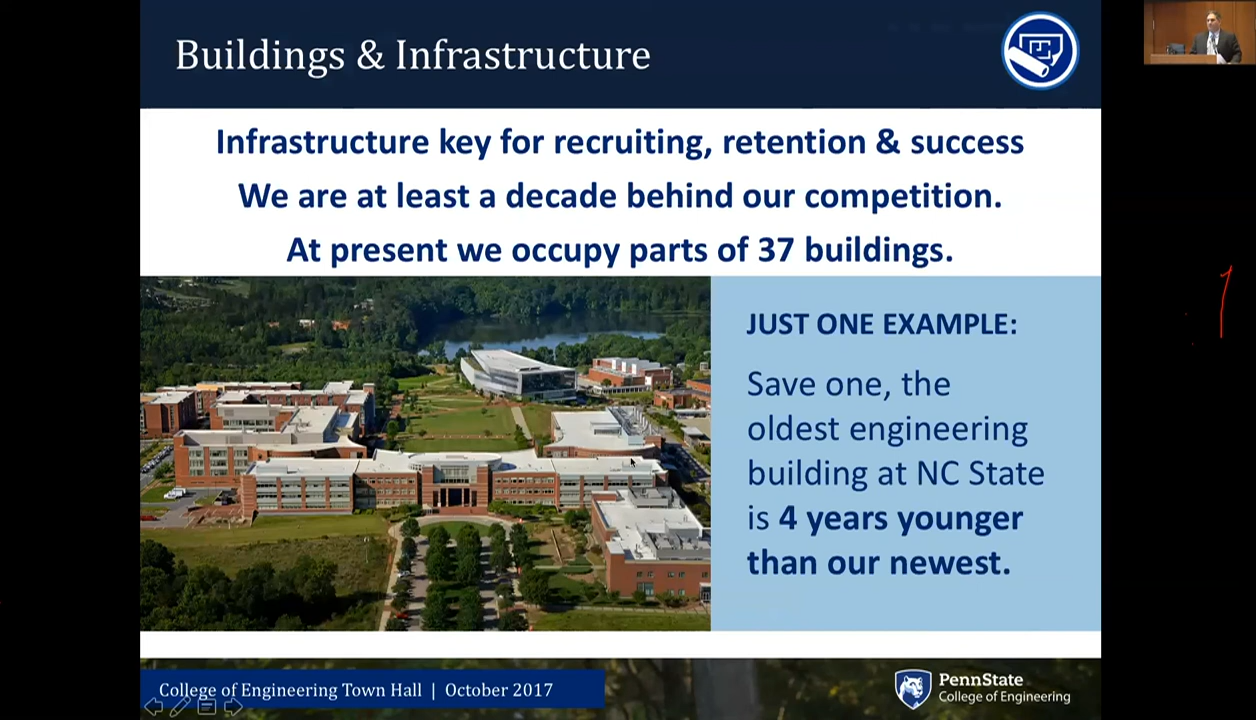 Buildings & Infrastructure
Infrastructure key for recruiting, retention & success
We are at least a decade behind our competition.
At present we occupy parts of 37 buildings.
JUST ONE EXAMPLE:
Save one, the
oldest engineering
building at NC State
is 4 years younger
than our newest.
College of Engineering Town Hall | October 2017
PennState
College of Engineering